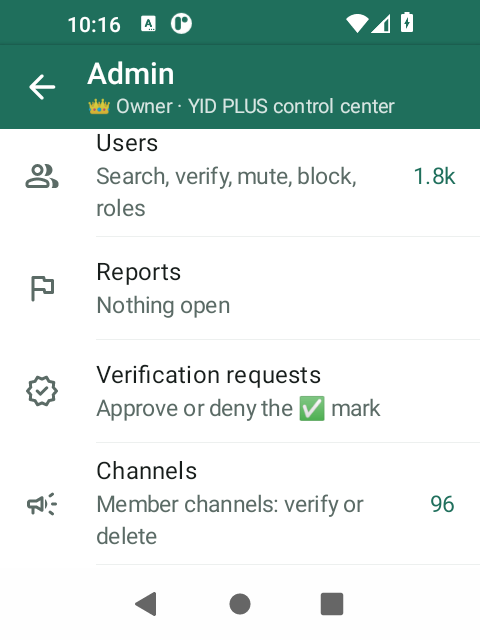 10:16
Admin
👑 Owner · YID PLUS control center
Users
Search, verify, mute, block,
roles
1.8k
Reports
Nothing open
Verification requests
Approve or deny the ✅ mark
Channels
Member channels: verify or
delete
96